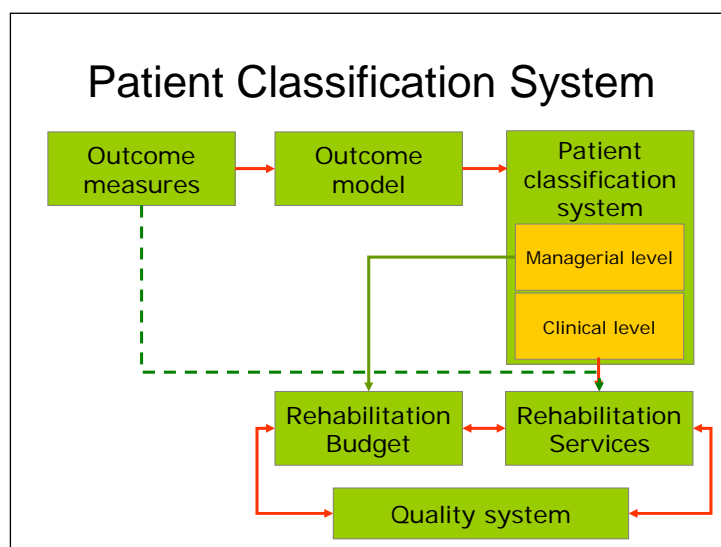 Patient Classification System
Outcome
measures
Outcome
model
Patient
classification
system
Managerial level
Clinical level
Rehabilitation
Budget
Rehabilitation
Services
Quality system